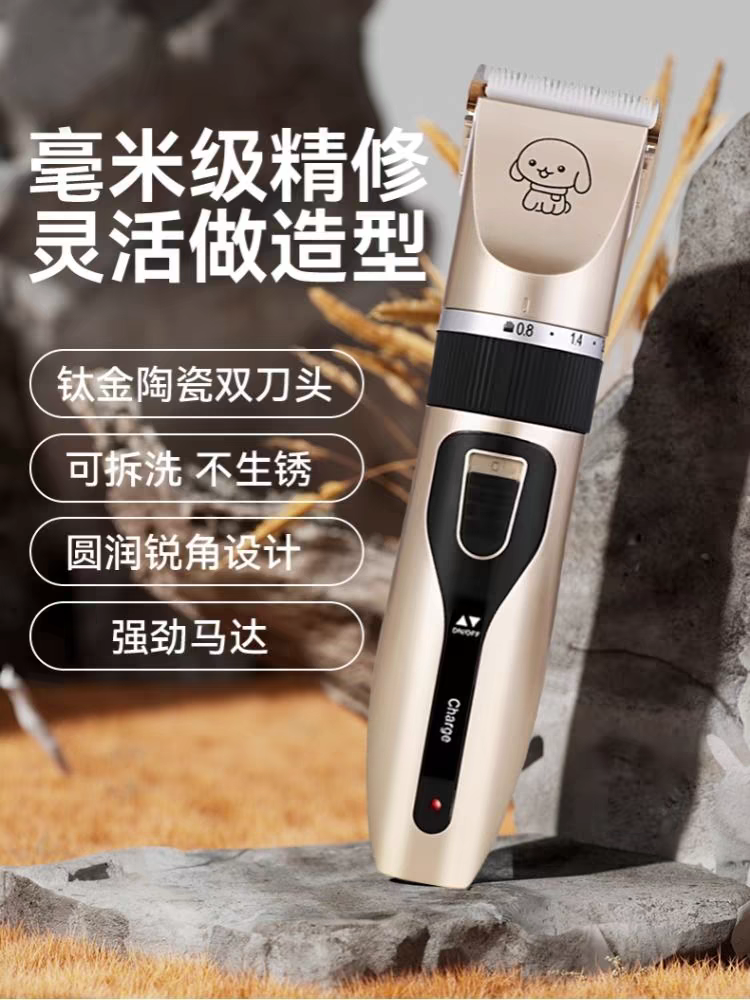 毫米级精修
灵活做造型
钛金陶瓷双刀头
可拆洗 不生锈
圆润锐角设计
强劲马达
0.8 · 1.4 ·
0
▲▼
ON/OFF
Charge